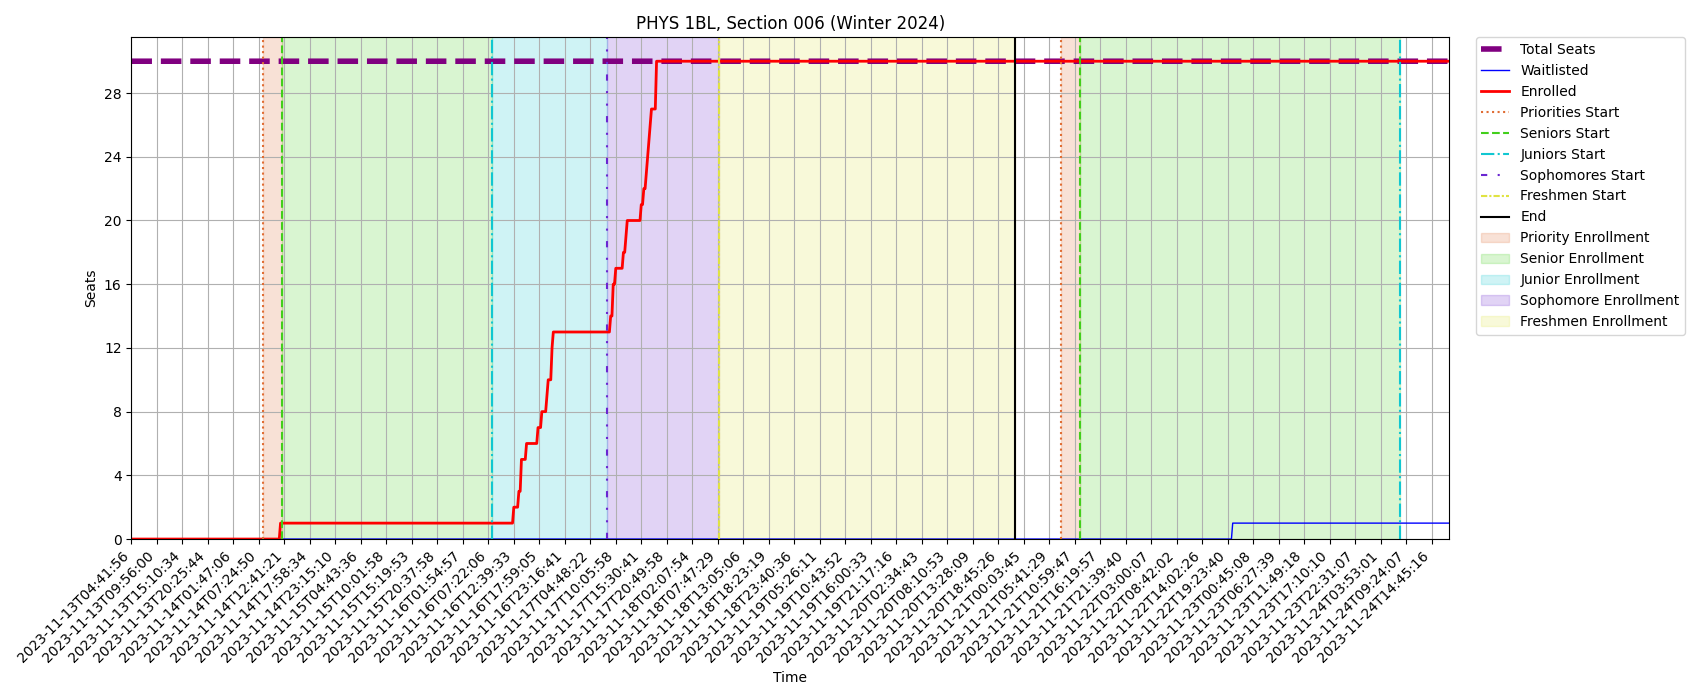 PHYS 1BL, Section 006 (Winter 2024)
Total Seats
Waitlisted
Enrolled
Priorities Start
Seniors Start
Juniors Start
Sophomores Start
Freshmen Start
End
Priority Enrollment
Senior Enrollment
Junior Enrollment
Sophomore Enrollment
Freshmen Enrollment
Seats
28
24
20
16
12
8
4
0
2023-11-13T04:41:56
2023-11-13T09:56:00
2023-11-13T15:10:34
2023-11-13T20:25:44
2023-11-14T01:47:06
2023-11-14T07:24:50
2023-11-14T12:41:21
2023-11-14T17:58:34
2023-11-14T23:15:10
2023-11-15T04:43:36
2023-11-15T10:01:58
2023-11-15T15:19:53
2023-11-15T20:37:58
2023-11-16T01:54:57
2023-11-16T07:22:06
2023-11-16T12:39:33
2023-11-16T17:59:05
2023-11-16T23:16:41
2023-11-17T04:48:22
2023-11-17T10:05:58
2023-11-17T15:30:41
2023-11-17T20:49:56
2023-11-18T02:07:54
2023-11-18T07:47:29
2023-11-18T13:05:06
2023-11-18T18:23:19
2023-11-18T23:40:36
2023-11-19T05:26:11
2023-11-19T10:43:52
2023-11-19T16:00:33
2023-11-19T21:17:16
2023-11-20T02:34:43
2023-11-20T08:10:53
2023-11-20T13:28:09
2023-11-20T18:45:26
2023-11-21T00:03:45
2023-11-21T05:41:29
2023-11-21T10:59:47
2023-11-21T16:19:57
2023-11-21T21:39:40
2023-11-22T03:00:07
2023-11-22T08:42:02
2023-11-22T14:02:26
2023-11-22T19:23:40
2023-11-23T00:45:08
2023-11-23T06:27:39
2023-11-23T11:49:18
2023-11-23T17:10:10
2023-11-23T22:31:07
2023-11-24T03:53:01
2023-11-24T09:24:07
2023-11-24T14:45:16
Time